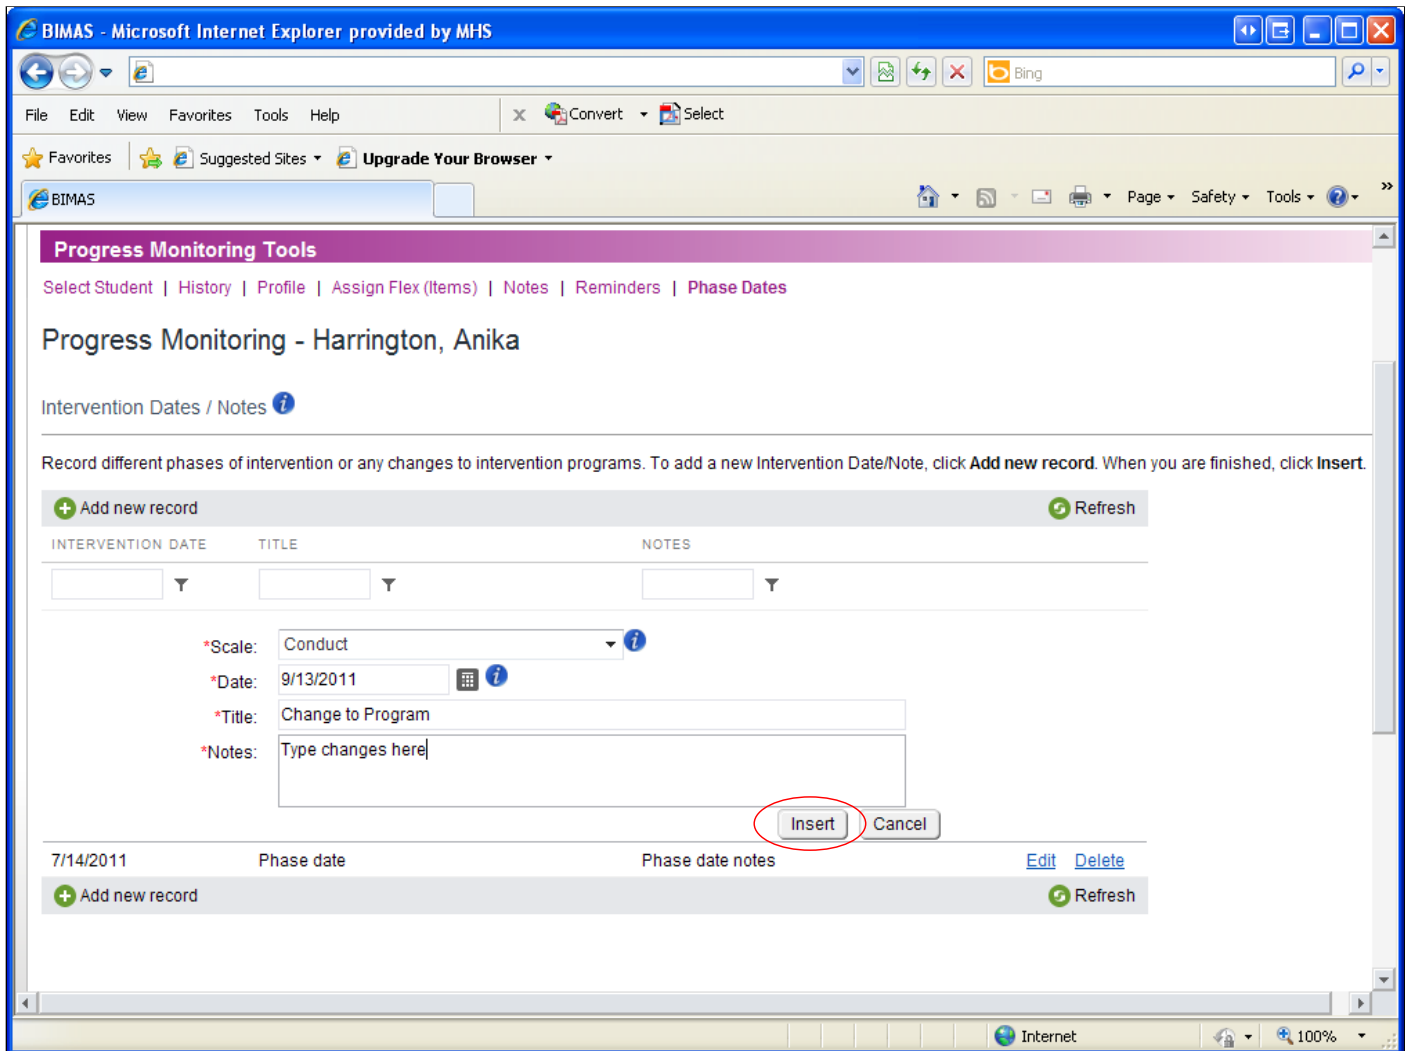 BIMAS - Microsoft Internet Explorer provided by MHS
Bing
File Edit View Favorites Tools Help x Convert Select
Favorites Suggested Sites Upgrade Your Browser
BIMAS Page Safety Tools »
Progress Monitoring Tools
Select Student | History | Profile | Assign Flex (Items) | Notes | Reminders | Phase Dates
Progress Monitoring - Harrington, Anika
Intervention Dates / Notes
Record different phases of intervention or any changes to intervention programs. To add a new Intervention Date/Note, click Add new record. When you are finished, click Insert.
Add new record Refresh
INTERVENTION DATE TITLE NOTES
*Scale: Conduct
*Date: 9/13/2011
*Title: Change to Program
*Notes: Type changes here
Insert Cancel
7/14/2011 Phase date Phase date notes Edit Delete
Add new record Refresh
Internet 100%